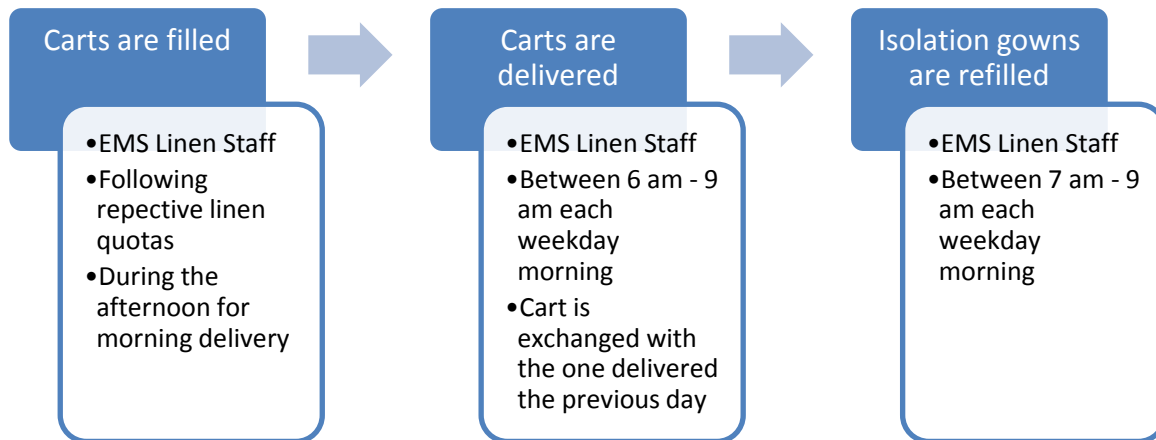 Carts are filled
•EMS Linen Staff
•Following
repective linen
quotas
•During the
afternoon for
morning delivery
Carts are
delivered
•EMS Linen Staff
•Between 6 am - 9
am each
weekday
morning
•Cart is
exchanged with
the one delivered
the previous day
Isolation gowns
are refilled
•EMS Linen Staff
•Between 7 am - 9
am each
weekday
morning